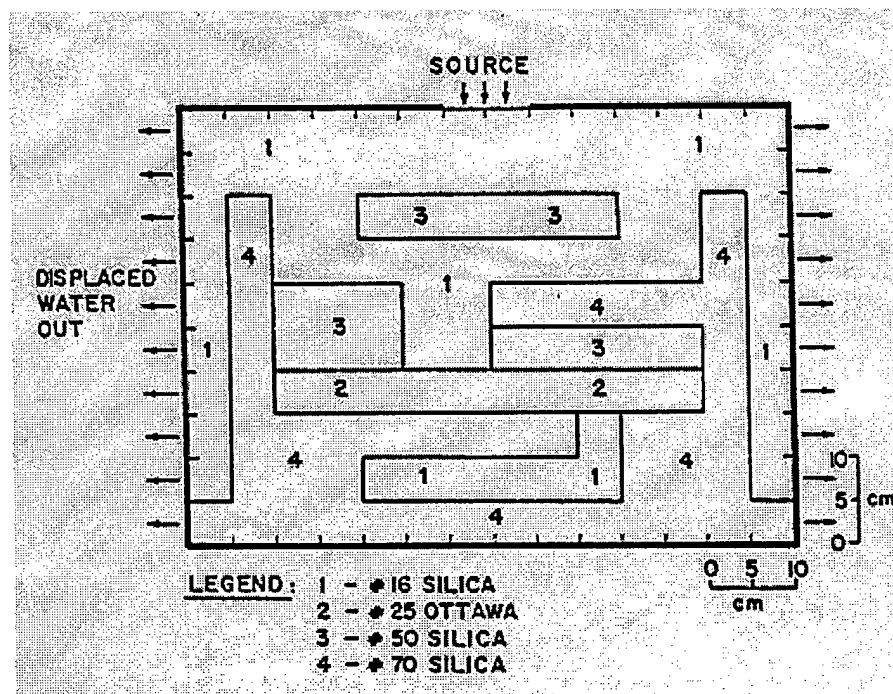 SOURCE
1 1
3 3
4 4
1
DISPLACED
WATER
OUT
4
3
3
1 1
2 2
4 1 1 4
10
5 cm
0
4
0 5 10
cm
LEGEND: 1 - # 16 SILICA
2 - # 25 OTTAWA
3 - # 50 SILICA
4 - # 70 SILICA